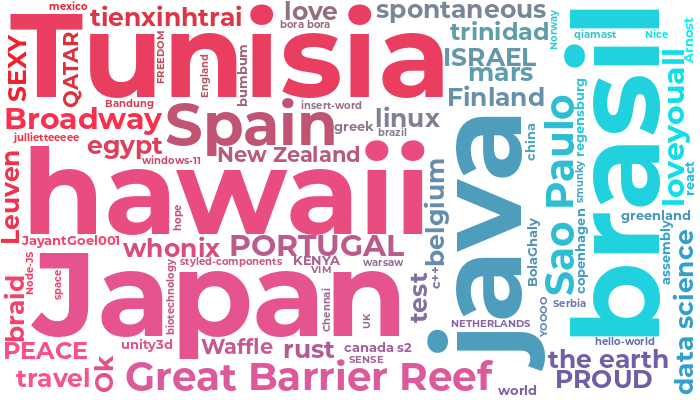 mexico
tienxinhtrai
love
bora bora
spontaneous
Norway
qiamast
Nice
Arnost
Tunisia
SEXY
QATAR
FREEDOM
England
bumbum
trinidad
ISRAEL
mars
Finland
brasil
loveyouall
Bandung
insert-word
Broadway
Spain
linux
greek
brazil
jullietteeeee
egypt
windows-11
New Zealand
java
china
Sao Paulo
smunky
regensburg
react
Leuven
hawaii
hope
belgium
BolaChaly
copenhagen
greenland
assembly
JayantGoel001
whonix
PORTUGAL
Node-JS
space
Japan
styled-components
KENYA
VIM
warsaw
c++
biotechnology
chennai
UK
test
braid
NETHERLANDS
YOOOO
Serbia
data science
PEACE
unity3d
Waffle
rust
canada
s2
SENSE
hello-world
the earth
travel
Ok
Great Barrier Reef
world
PROUD